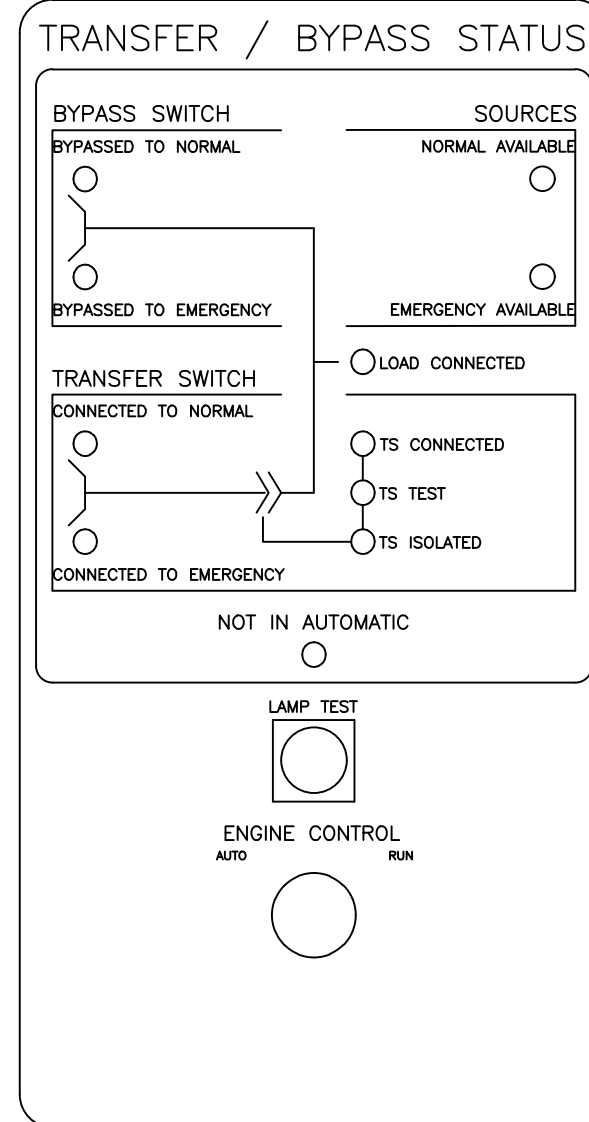 TRANSFER / BYPASS STATUS
BYPASS SWITCH
SOURCES
BYPASSED TO NORMAL
NORMAL AVAILABLE
BYPASSED TO EMERGENCY
EMERGENCY AVAILABLE
LOAD CONNECTED
TRANSFER SWITCH
CONNECTED TO NORMAL
TS CONNECTED
TS TEST
TS ISOLATED
CONNECTED TO EMERGENCY
NOT IN AUTOMATIC
LAMP TEST
ENGINE CONTROL
AUTO
RUN